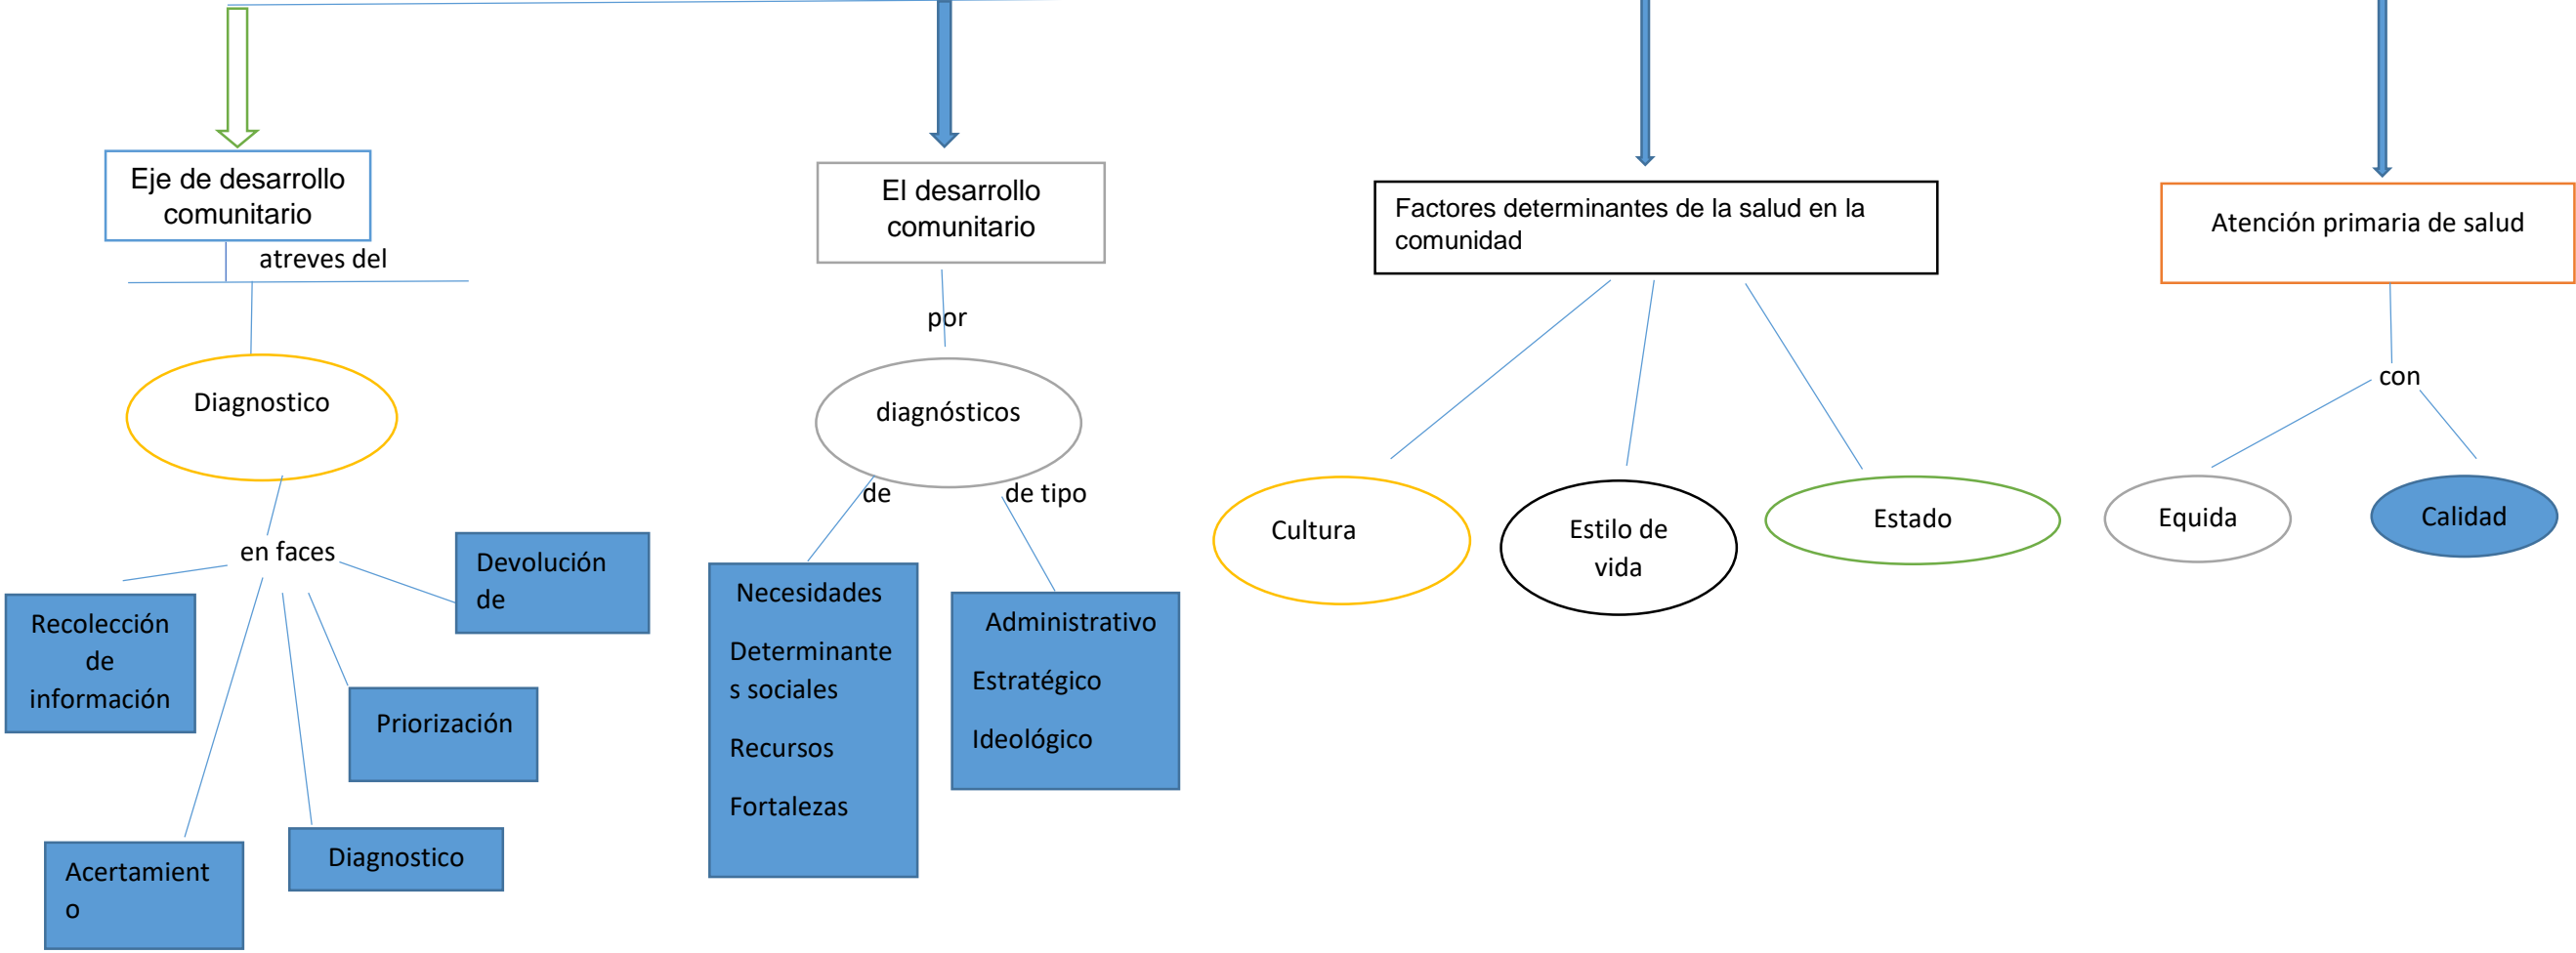 Eje de desarrollo
comunitario
atreves del
Diagnostico
en faces
Devolución
de
Recolección
de
información
Priorización
Acertamient
o
Diagnostico
El desarrollo
comunitario
por
diagnósticos
de
de tipo
Necesidades
Determinante
s sociales
Recursos
Fortalezas
Administrativo
Estratégico
Ideológico
Factores determinantes de la salud en la
comunidad
Cultura
Estilo de
vida
Estado
Atención primaria de salud
con
Equida
Calidad